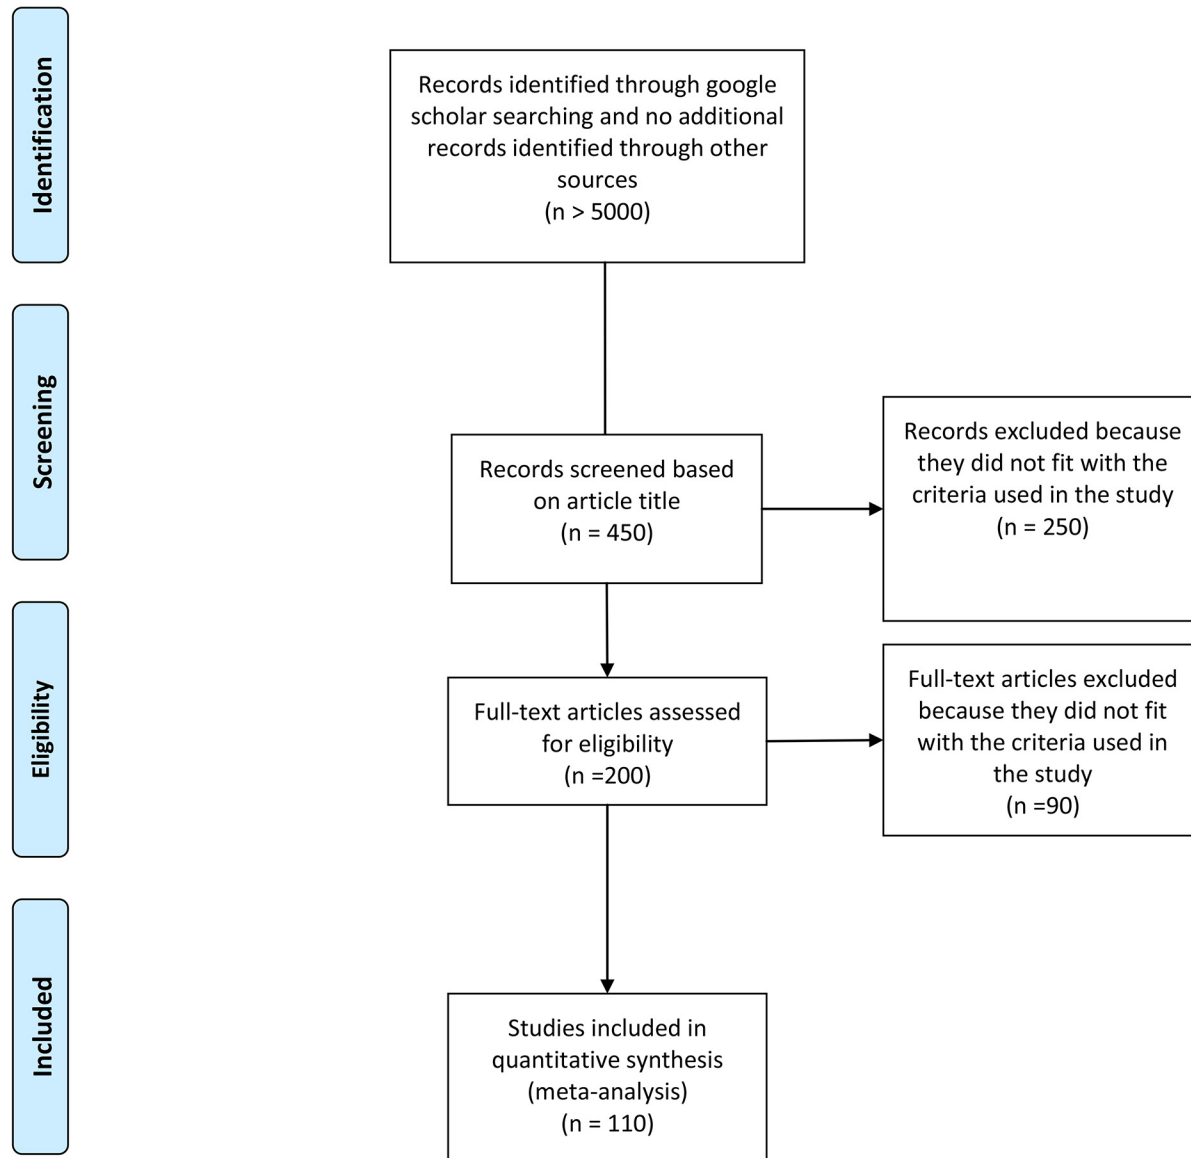 Identification
Records identified through google
scholar searching and no additional
records identified through other
sources
(n > 5000)
Screening
Records screened based
on article title
(n = 450)
Records excluded because
they did not fit with the
criteria used in the study
(n = 250)
Eligibility
Full-text articles assessed
for eligibility
(n =200)
Full-text articles excluded
because they did not fit
with the criteria used in
the study
(n =90)
Included
Studies included in
quantitative synthesis
(meta-analysis)
(n = 110)